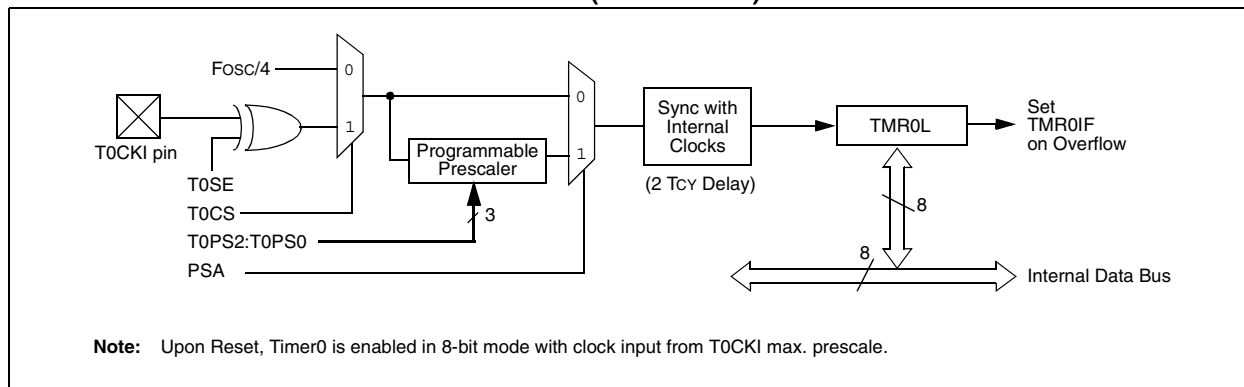 FOSC/4
0
1
T0CKI pin
T0SE
T0CS
T0PS2:T0PS0
PSA
Programmable
Prescaler
3
0
1
Sync with
Internal
Clocks
(2 TCY Delay)
TMR0L
Set
TMR0IF
on Overflow
8
8
Internal Data Bus
Note: Upon Reset, Timer0 is enabled in 8-bit mode with clock input from T0CKI max. prescale.